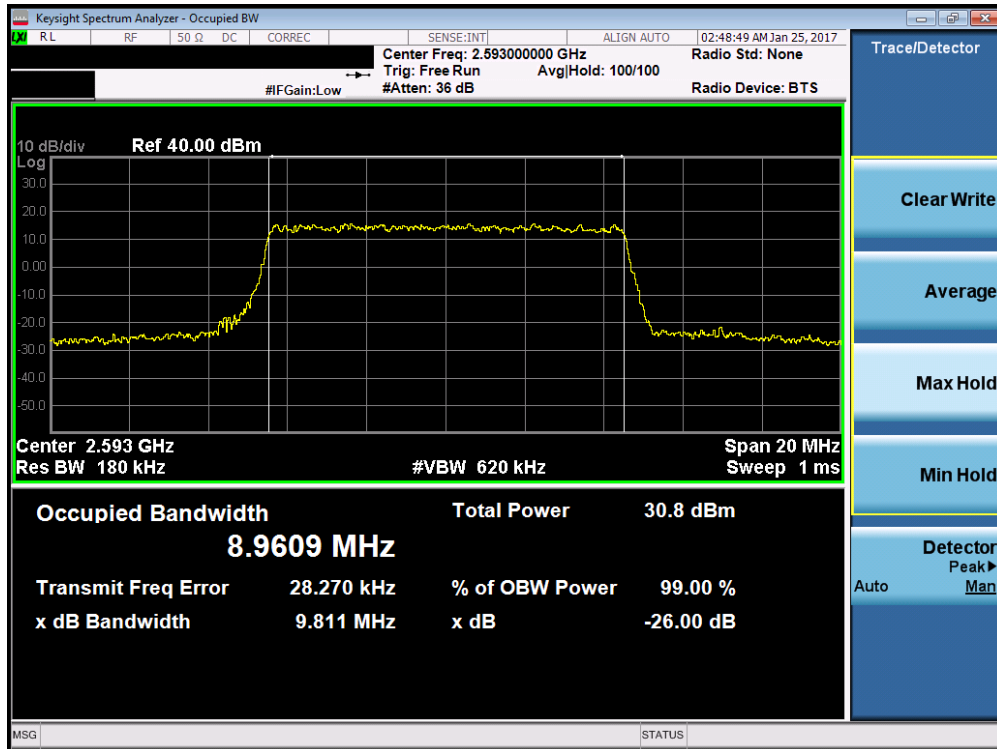 Keysight Spectrum Analyzer - Occupied BW
LXI RL RF 50 Ω DC CORREC SENSE:INT ALIGN AUTO 02:48:49 AM Jan 25, 2017
Center Freq: 2.593000000 GHz Radio Std: None
Trig: Free Run Avg|Hold: 100/100
#IFGain:Low #Atten: 36 dB Radio Device: BTS
Trace/Detector
10 dB/div Ref 40.00 dBm
Log
30.0
20.0
10.0
0.00
-10.0
-20.0
-30.0
-40.0
-50.0
Center 2.593 GHz Span 20 MHz
Res BW 180 kHz #VBW 620 kHz Sweep 1 ms
Occupied Bandwidth Total Power 30.8 dBm
8.9609 MHz
Transmit Freq Error 28.270 kHz % of OBW Power 99.00 %
x dB Bandwidth 9.811 MHz x dB -26.00 dB
Clear Write
Average
Max Hold
Min Hold
Detector
Peak▶
Auto Man
MSG STATUS